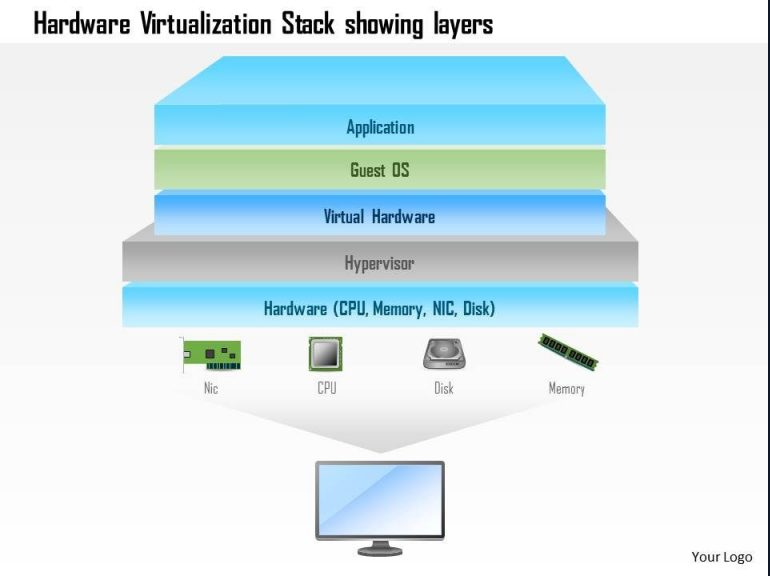 Hardware Virtualization Stack showing layers
Application
Guest OS
Virtual Hardware
Hypervisor
Hardware (CPU, Memory, NIC, Disk)
Nic CPU Disk Memory
Your Logo